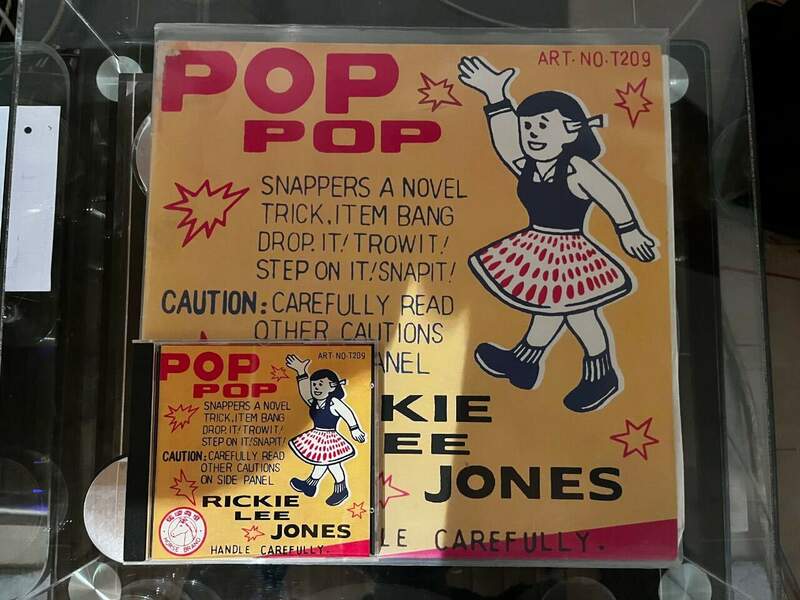 POP
POP
ART. NO. T209
SNAPPERS A NOVEL
TRICK.ITEM BANG
DROP. IT! TROWIT!
STEP ON IT! SNAPIT!
CAUTION: CAREFULLY READ
OTHER CAUTIONS
ANEL
KIE
EE
JONES
LE CAREFULLY.
POP
POP
ART. NO. T209
SNAPPERS A NOVEL
TRICK.ITEM BANG
DROP. IT! TROWIT!
STEP ON IT! SNAPIT!
CAUTION: CAREFULLY READ
OTHER CAUTIONS
ON SIDE PANEL
RICKIE
LEE
JONES
HORSE BRAND
HANDLE CAREFULLY.